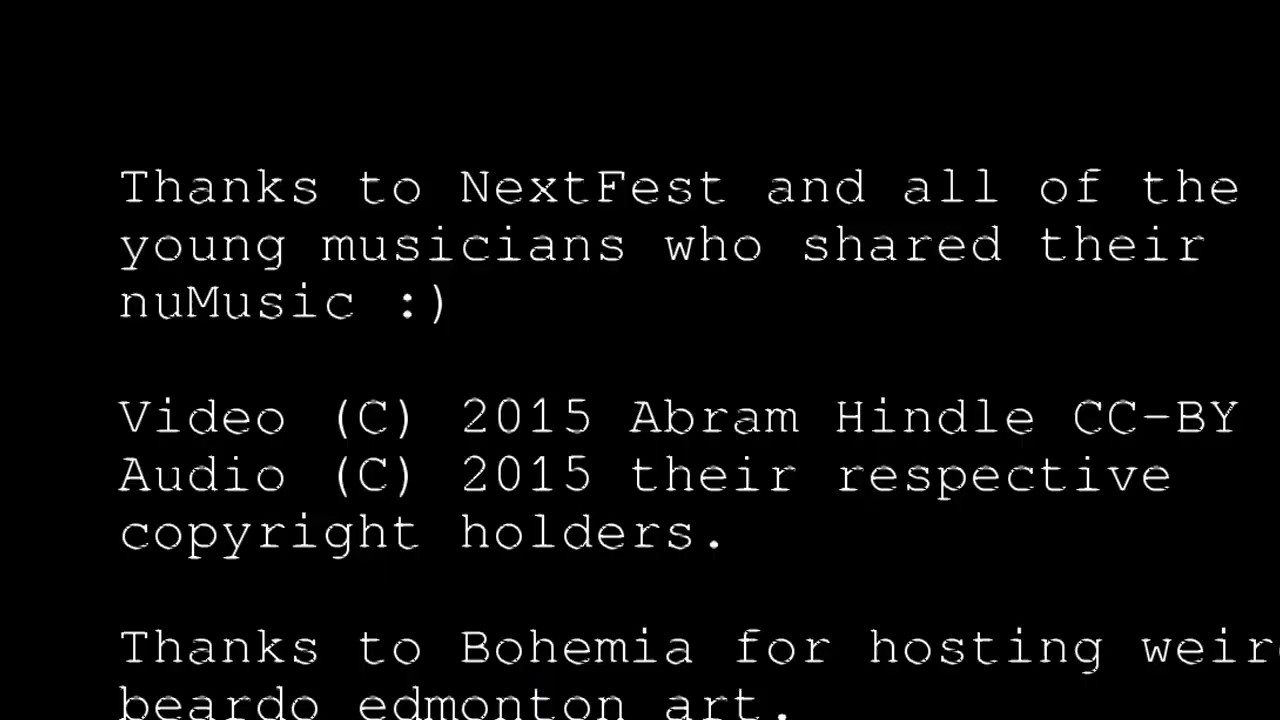 Thanks to NextFest and all of the
young musicians who shared their
nuMusic :)
Video (C) 2015 Abram Hindle CC-BY
Audio (C) 2015 their respective
copyright holders.
Thanks to Bohemia for hosting weir
beardo edmonton art.